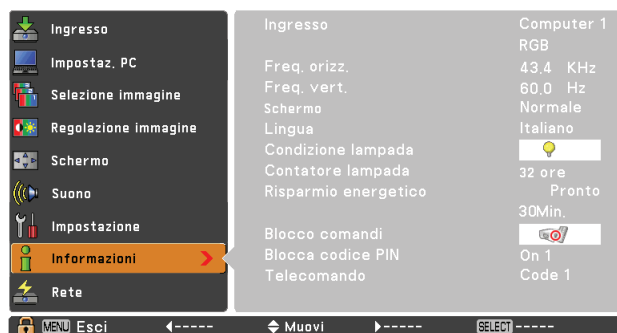 Ingresso
Impostaz. PC
Selezione immagine
Regolazione immagine
Schermo
Suono
Impostazione
Informazioni
Rete
Ingresso Computer 1
RGB
Freq. orizz. 43,4 KHz
Freq. vert. 60,0 Hz
Schermo Normale
Lingua Italiano
Condizione lampada
Contatore lampada 32 ore
Risparmio energetico Pronto
30Min.
Blocco comandi
Blocca codice PIN On 1
Telecomando Code 1
MENU Esci ----- Muovi ----- SELECT -----